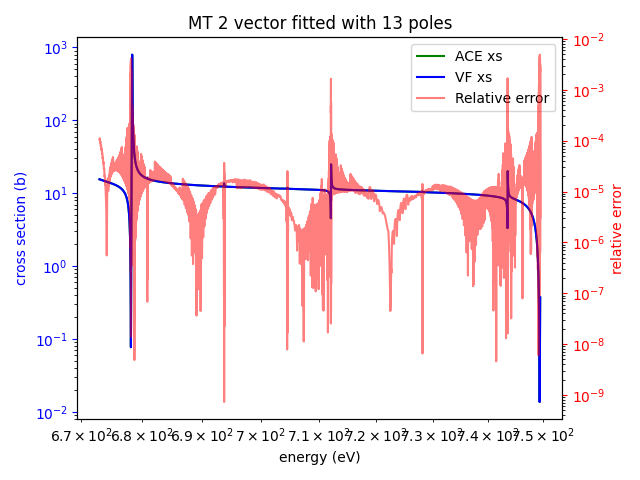 MT 2 vector fitted with 13 poles
ACE xs
VF xs
Relative error
cross section (b)
10³
10²
10¹
10⁰
10⁻¹
10⁻²
relative error
10⁻²
10⁻³
10⁻⁴
10⁻⁵
10⁻⁶
10⁻⁷
10⁻⁸
10⁻⁹
6.7 × 10² 6.8 × 10² 6.9 × 10² 7 × 10² 7.1 × 10² 7.2 × 10² 7.3 × 10² 7.4 × 10² 7.5 × 10²
energy (eV)